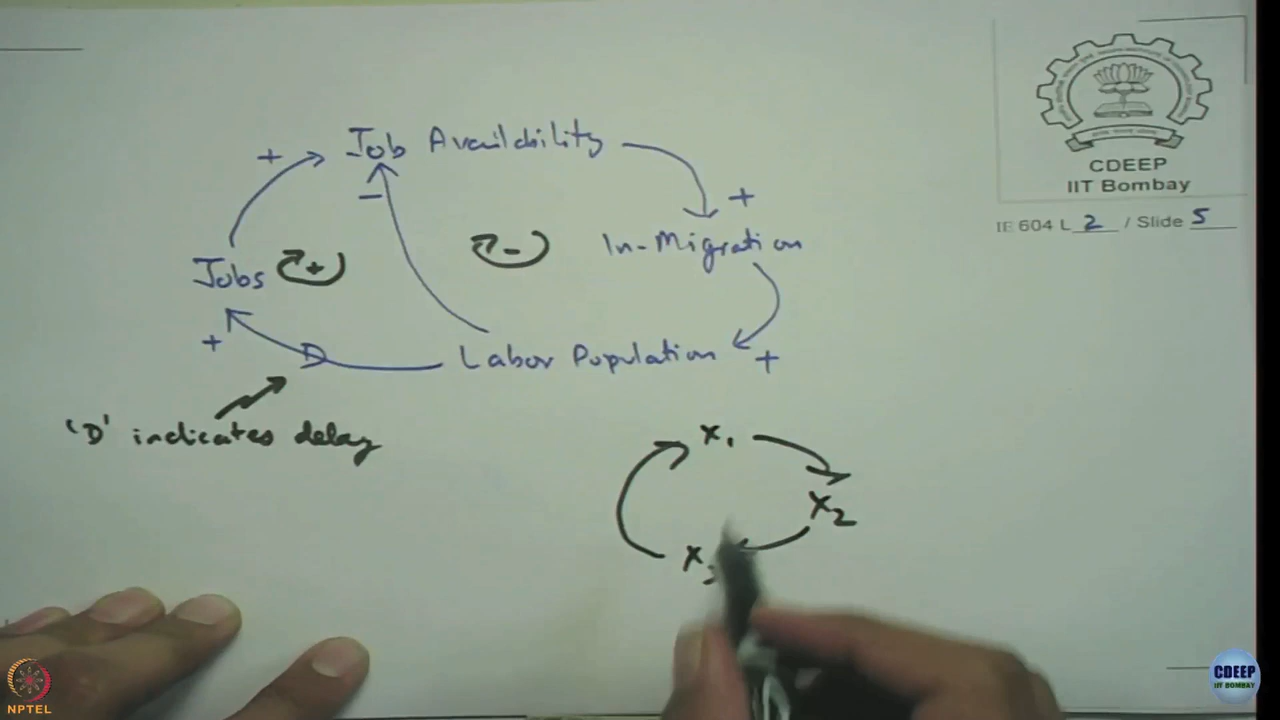 + Job Availability
−
+
Jobs + − In-Migration
+ D Labor Population +
'D' indicates delay
x₁
x₂
x₃
CDEEP
IIT Bombay
IE 604 L 2 / Slide 5
NPTEL
CDEEP
IIT BOMBAY